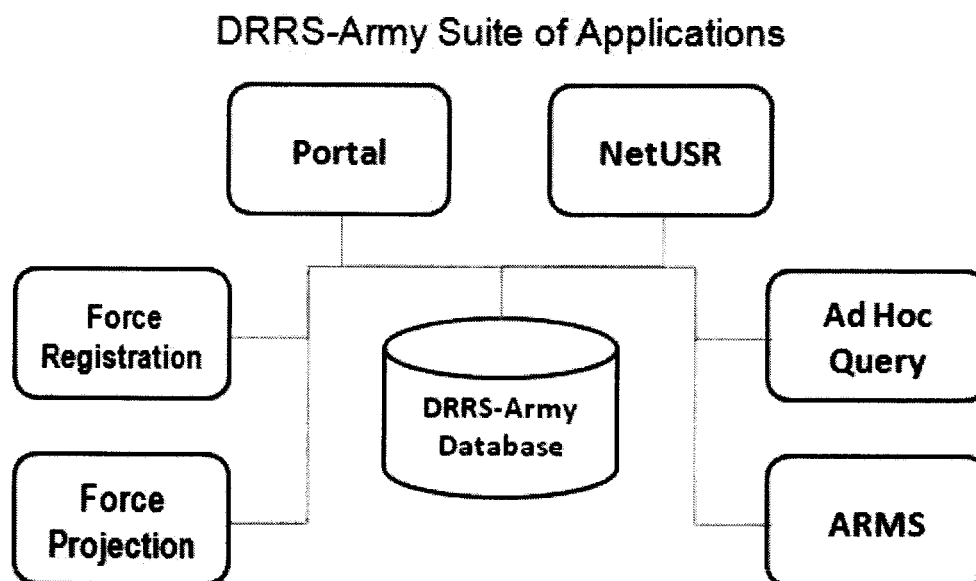 DRRS-Army Suite of Applications
Portal
NetUSR
Force
Registration
Ad Hoc
Query
DRRS-Army
Database
Force
Projection
ARMS